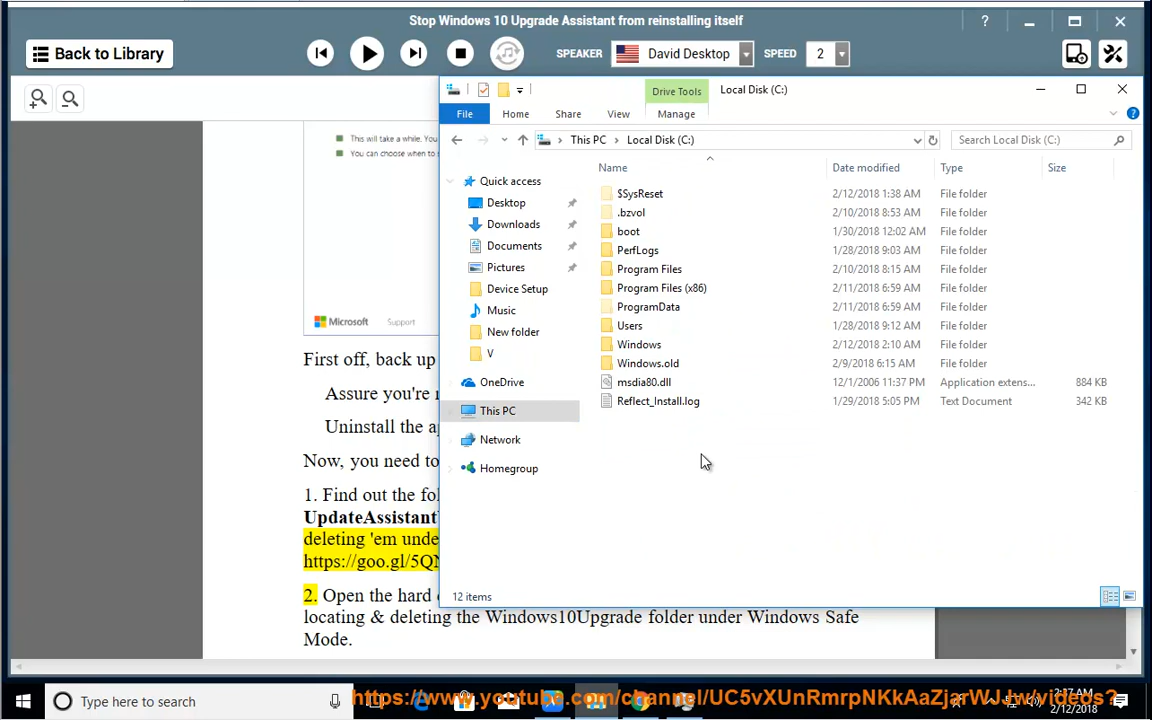 Stop Windows 10 Upgrade Assistant from reinstalling itself
?
Back to Library
SPEAKER
David Desktop
SPEED
2
Drive Tools
Local Disk (C:)
File
Home
Share
View
Manage
This PC
Local Disk (C:)
Search Local Disk (C:)
Name
Date modified
Type
Size
Quick access
Desktop
Downloads
Documents
Pictures
Device Setup
Music
New folder
V
OneDrive
This PC
Network
Homegroup
$SysReset 2/12/2018 1:38 AM File folder
.bzvol 2/10/2018 8:53 AM File folder
boot 1/30/2018 12:02 AM File folder
PerfLogs 1/28/2018 9:03 AM File folder
Program Files 2/10/2018 8:15 AM File folder
Program Files (x86) 2/11/2018 6:59 AM File folder
ProgramData 2/11/2018 6:59 AM File folder
Users 1/28/2018 9:12 AM File folder
Windows 2/12/2018 2:10 AM File folder
Windows.old 2/9/2018 6:15 AM File folder
msdia80.dll 12/1/2006 11:37 PM Application extens... 884 KB
Reflect_Install.log 1/29/2018 5:05 PM Text Document 342 KB
12 items
This will take a while. You
You can choose when to
Microsoft Support
First off, back up
Assure you're
Uninstall the
Now, you need to
1. Find out the
UpdateAssistant
deleting 'em unde
https://goo.gl/5Q
2. Open the hard
locating & deleting the Windows10Upgrade folder under Windows Safe
Mode.
Type here to search
2:37 AM
2/12/2018